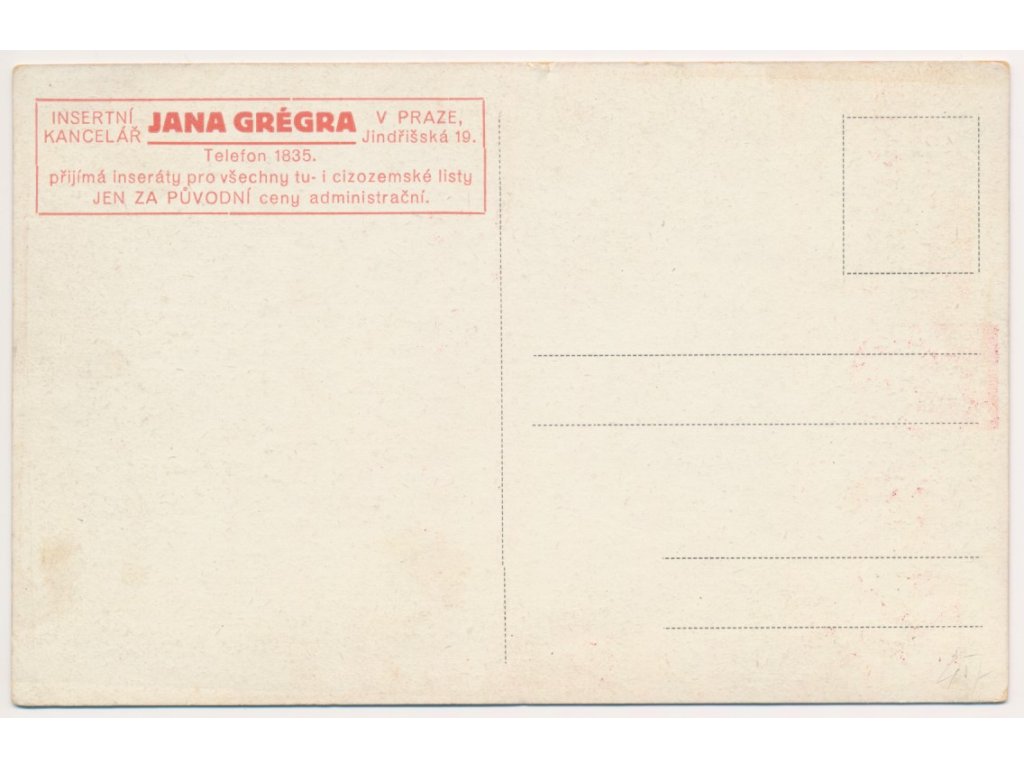 INSERTNÍ KANCELÁŘ JANA GRÉGRA V PRAZE, Jindřišská 19.
Telefon 1835.
přijímá inseráty pro všechny tu- i cizozemské listy
JEN ZA PŮVODNÍ ceny administrační.